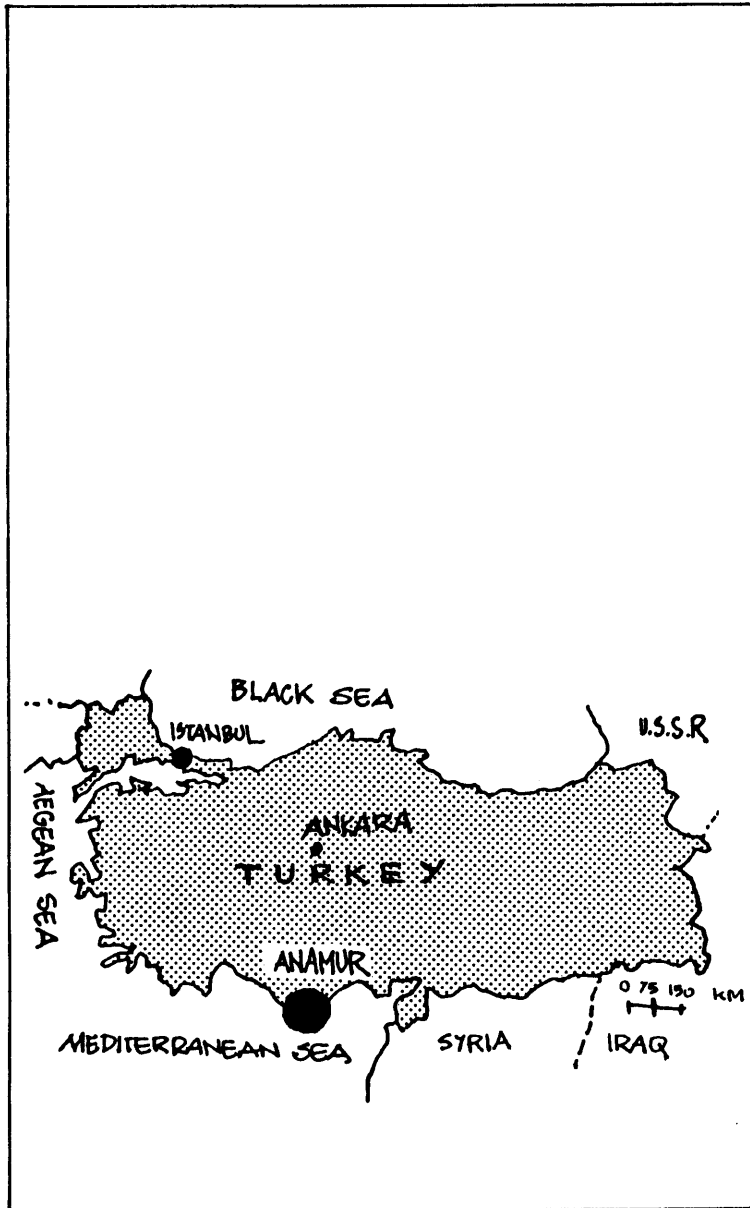 BLACK SEA
U.S.S.R
ISTANBUL
AEGEAN SEA
ANKARA
TURKEY
ANAMUR
0 75 150 KM
MEDITERRANEAN SEA
SYRIA
IRAQ